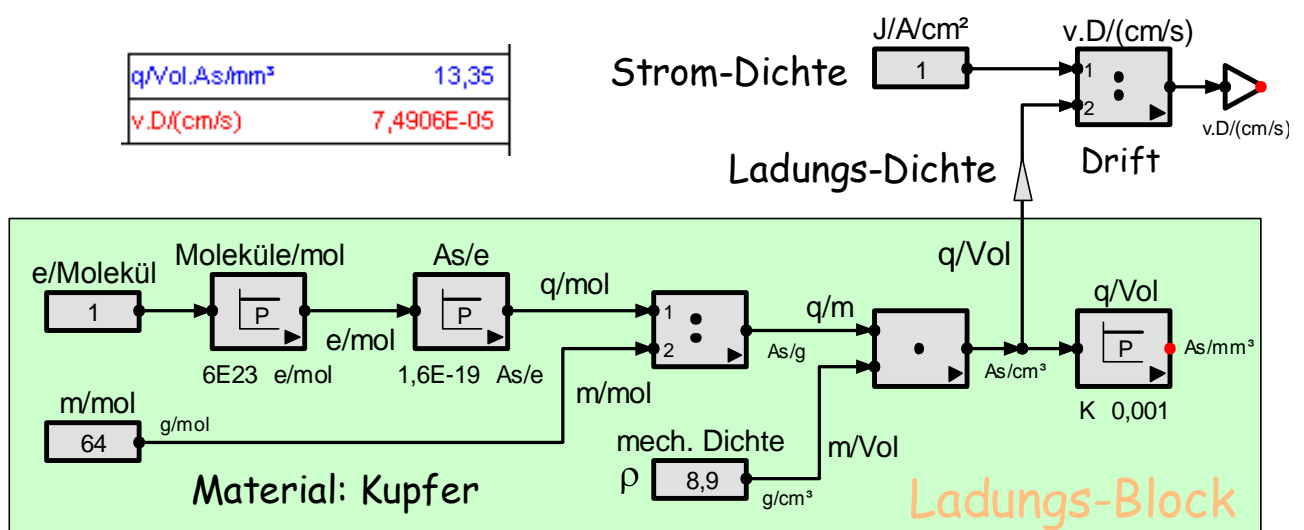 q/Vol.As/mm³ 13,35
v.D/(cm/s) 7,4906E-05
J/A/cm²
v.D/(cm/s)
Strom-Dichte
1
1
2
v.D/(cm/s)
Ladungs-Dichte
Drift
e/Molekül
Moleküle/mol
As/e
q/Vol
1
P
P
q/mol
1
2
q/m
q/Vol
P
As/mm³
e/mol
As/g
As/cm³
6E23 e/mol
1,6E-19 As/e
m/mol
K 0,001
m/mol
g/mol
64
mech. Dichte
m/Vol
ρ
8,9
g/cm³
Material: Kupfer
Ladungs-Block